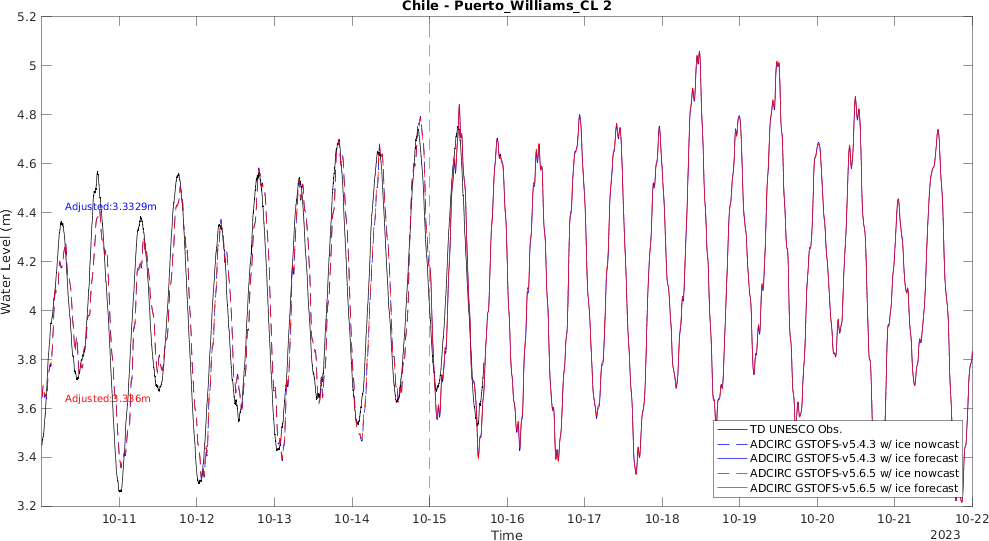 Chile - Puerto_Williams_CL 2
5.2
5
4.8
4.6
4.4
4.2
4
3.8
3.6
3.4
3.2
Water Level (m)
Adjusted:3.3329m
Adjusted:3.336m
TD UNESCO Obs.
ADCIRC GSTOFS-v5.4.3 w/ ice nowcast
ADCIRC GSTOFS-v5.4.3 w/ ice forecast
ADCIRC GSTOFS-v5.6.5 w/ ice nowcast
ADCIRC GSTOFS-v5.6.5 w/ ice forecast
10-11 10-12 10-13 10-14 10-15 10-16 10-17 10-18 10-19 10-20 10-21 10-22
Time
2023